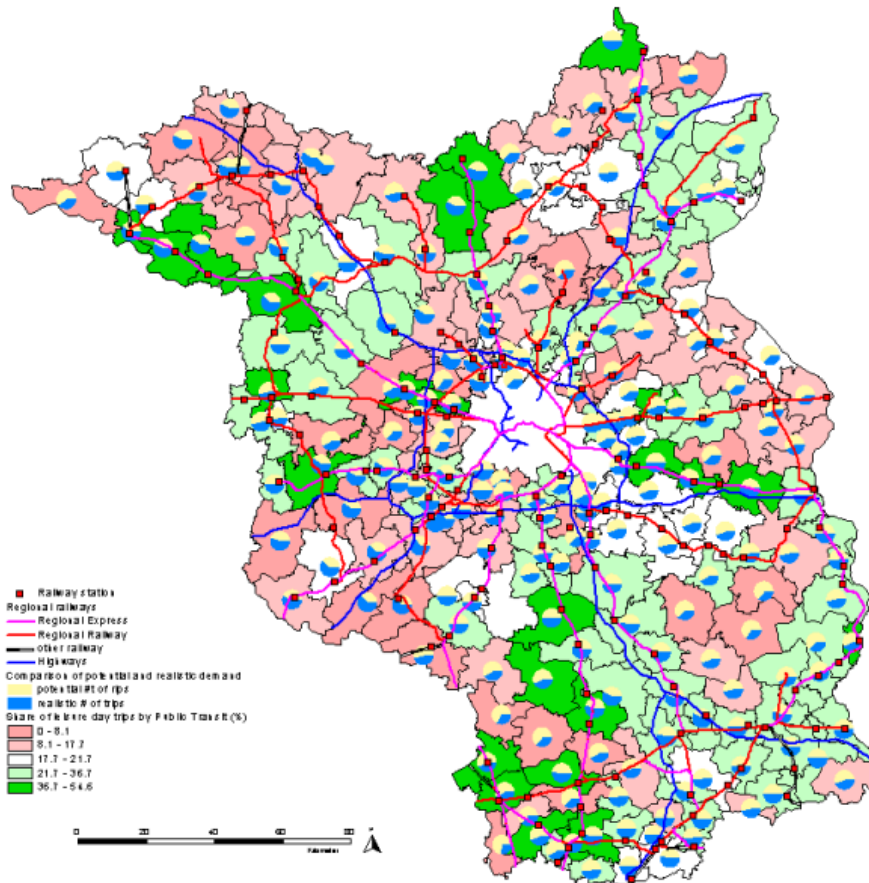 Railway station
Regional railways
Regional Express
Regional Railway
other railway
Highways
Comparison of potential and realistic demand
potential # of rips
realistic # of trips
Share of leisure day trips by Public Transit (%)
0 - 8.1
8.1 - 17.7
17.7 - 21.7
21.7 - 36.7
36.7 - 54.6
0 20 40 60 80
Kilometer